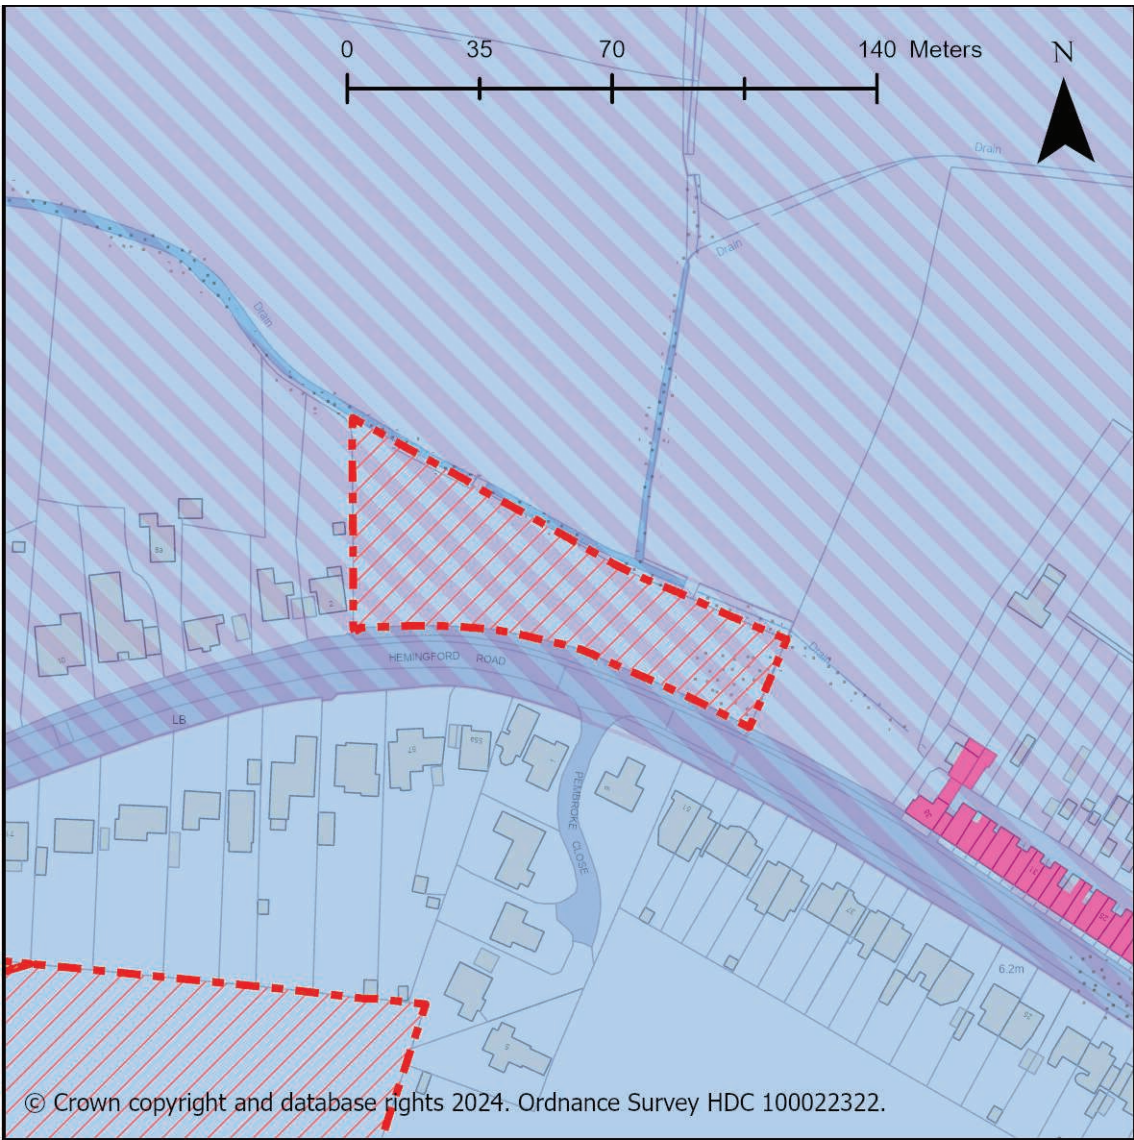 0 35 70 140 Meters N
Drain
Drain
Drain
HEMINGFORD ROAD
Drain
LB
PEMBROKE CLOSE
6.2m
© Crown copyright and database rights 2024. Ordnance Survey HDC 100022322.